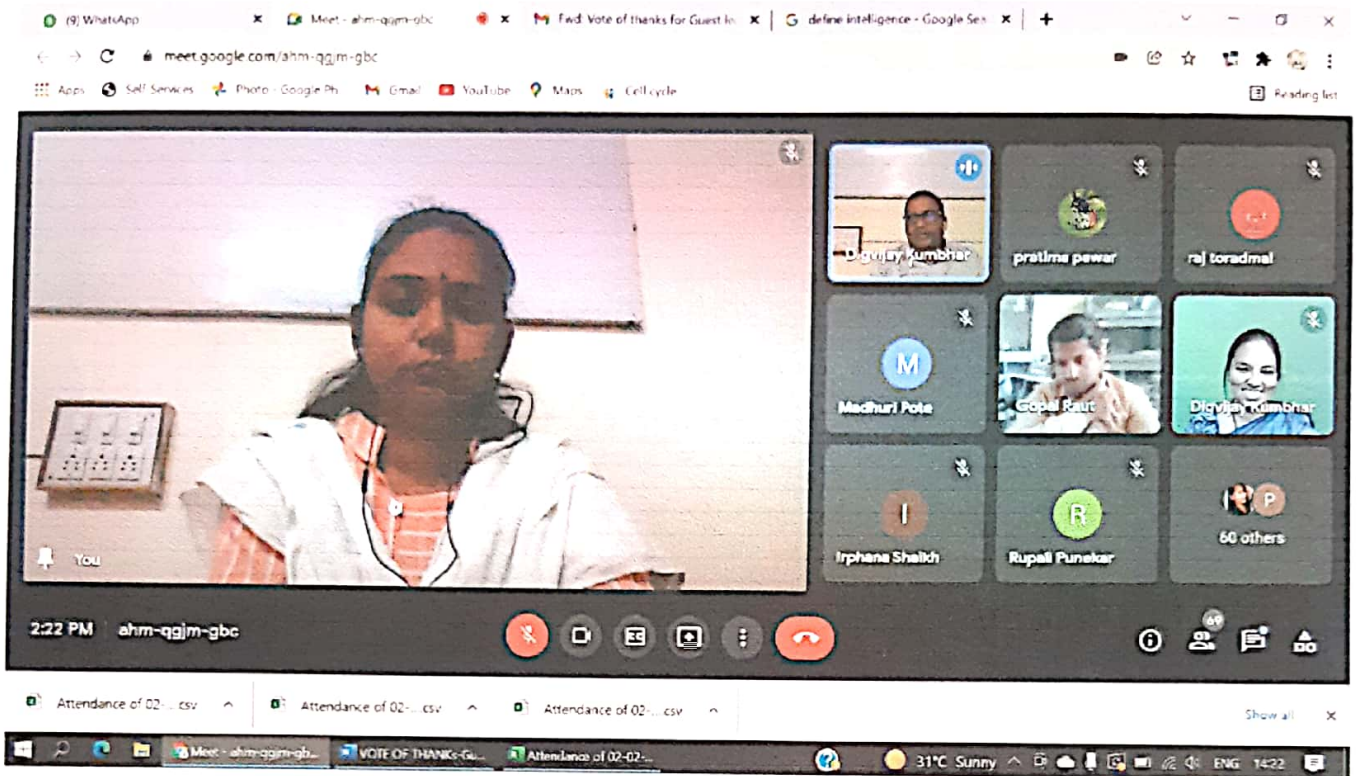 (9) WhatsApp
Meet - ahm-qgjm-gbc
Fwd: Vote of thanks for Guest le
define intelligence - Google Sea
meet.google.com/ahm-qgjm-gbc
Apps
Self Services
Photo - Google Ph
Gmail
YouTube
Maps
Cell cycle
Reading list
Digvijay Kumbhar
pratima pawar
raj toradmal
M
Madhuri Pote
Gopal Raut
Digvijay Kumbhar
I
Irphana Shaikh
R
Rupali Punekar
P
60 others
You
2:22 PM
ahm-qgjm-gbc
69
Attendance of 02-....csv
Attendance of 02-....csv
Attendance of 02-....csv
Show all
Meet - ahm-qgjm-gb...
VOTE OF THANKs-Gu...
Attendance of 02-02-...
31°C Sunny
ENG
14:22